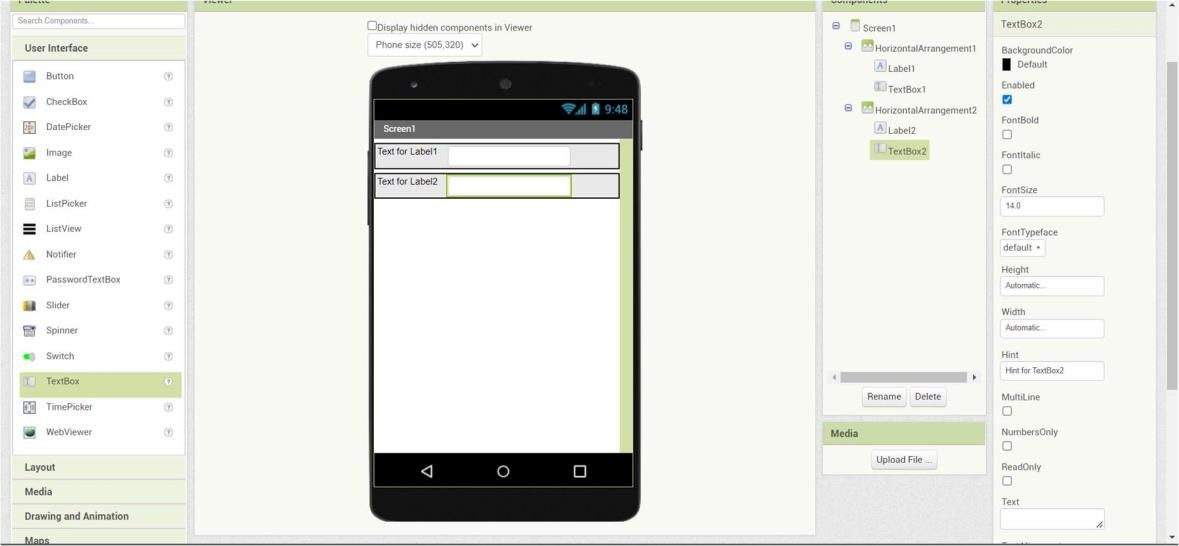 Palette
Search Components...
User Interface
Button
CheckBox
DatePicker
Image
Label
ListPicker
ListView
Notifier
PasswordTextBox
Slider
Spinner
Switch
TextBox
TimePicker
WebViewer
Layout
Media
Drawing and Animation
Maps
Viewer
Display hidden components in Viewer
Phone size (505,320)
9:48
Screen1
Text for Label1
Text for Label2
Components
Screen1
HorizontalArrangement1
A Label1
TextBox1
HorizontalArrangement2
A Label2
TextBox2
Rename
Delete
Media
Upload File ...
Properties
TextBox2
BackgroundColor
Default
Enabled
FontBold
FontItalic
FontSize
14.0
FontTypeface
default
Height
Automatic...
Width
Automatic...
Hint
Hint for TextBox2
MultiLine
NumbersOnly
ReadOnly
Text